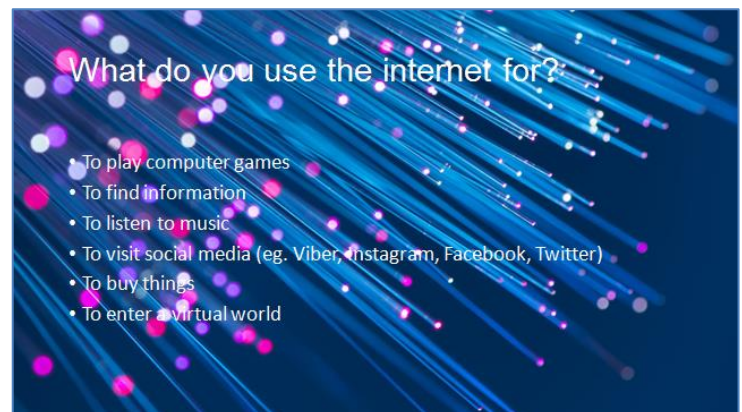 What do you use the internet for?
• To play computer games
• To find information
• To listen to music
• To visit social media (eg. Viber, Instagram, Facebook, Twitter)
• To buy things
• To enter a virtual world